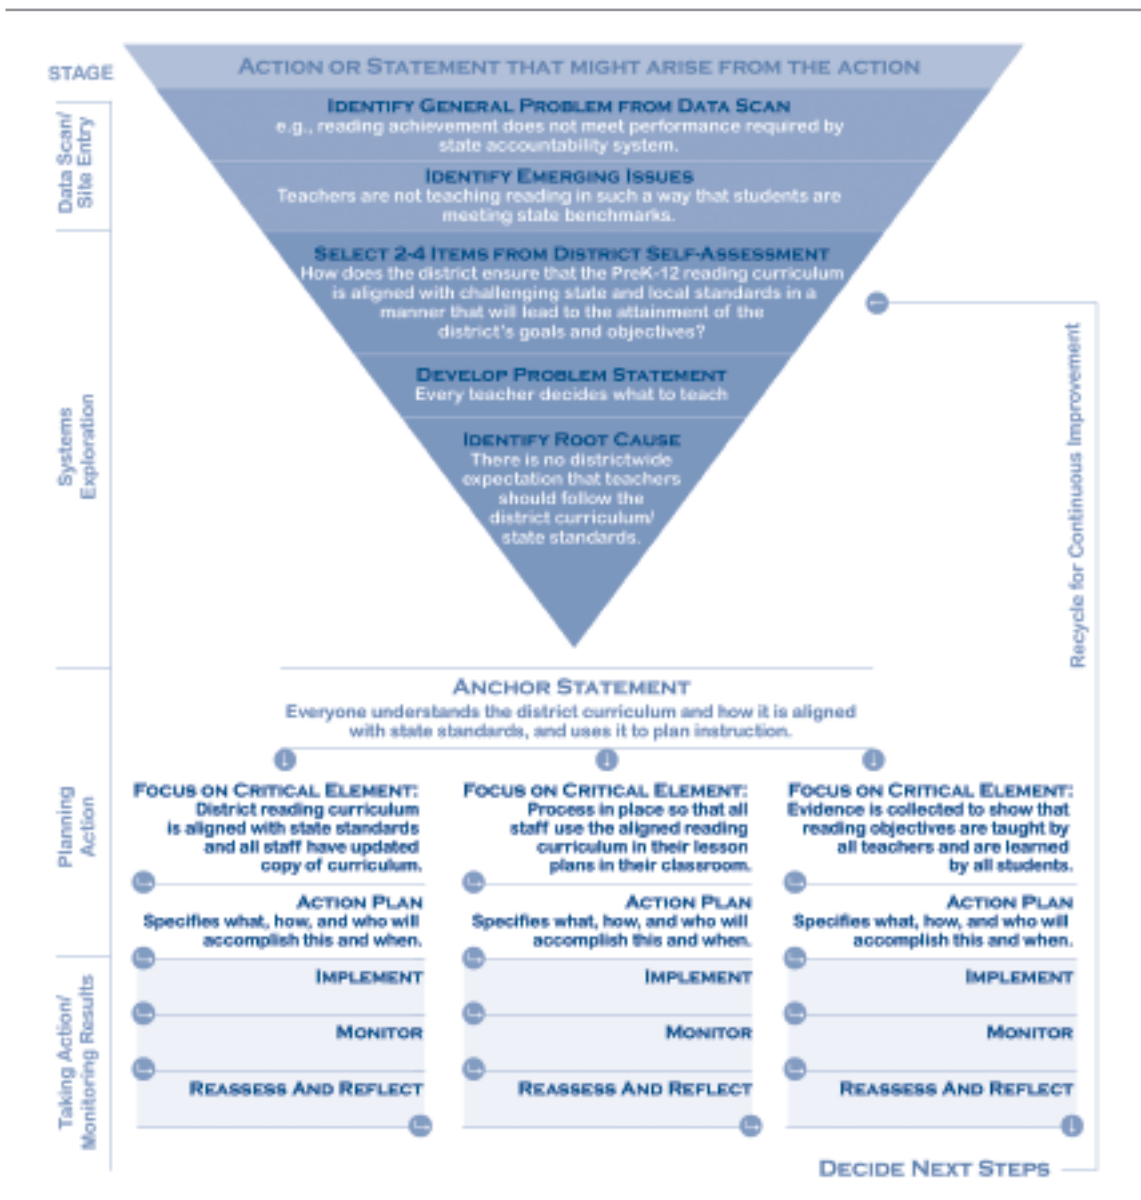 STAGE
ACTION OR STATEMENT THAT MIGHT ARISE FROM THE ACTION
Data Scan/
Site Entry
IDENTIFY GENERAL PROBLEM FROM DATA SCAN
e.g., reading achievement does not meet performance required by
state accountability system.
IDENTIFY EMERGING ISSUES
Teachers are not teaching reading in such a way that students are
meeting state benchmarks.
Systems
Exploration
SELECT 2-4 ITEMS FROM DISTRICT SELF-ASSESSMENT
How does the district ensure that the PreK-12 reading curriculum
is aligned with challenging state and local standards in a
manner that will lead to the attainment of the
district's goals and objectives?
DEVELOP PROBLEM STATEMENT
Every teacher decides what to teach
IDENTIFY ROOT CAUSE
There is no districtwide
expectation that teachers
should follow the
district curriculum/
state standards.
Recycle for Continuous Improvement
Planning
Action
ANCHOR STATEMENT
Everyone understands the district curriculum and how it is aligned
with state standards, and uses it to plan instruction.
FOCUS ON CRITICAL ELEMENT:
District reading curriculum
is aligned with state standards
and all staff have updated
copy of curriculum.
ACTION PLAN
Specifies what, how, and who will
accomplish this and when.
FOCUS ON CRITICAL ELEMENT:
Process in place so that all
staff use the aligned reading
curriculum in their lesson
plans in their classroom.
ACTION PLAN
Specifies what, how, and who will
accomplish this and when.
FOCUS ON CRITICAL ELEMENT:
Evidence is collected to show that
reading objectives are taught by
all teachers and are learned
by all students.
ACTION PLAN
Specifies what, how, and who will
accomplish this and when.
Taking Action/
Monitoring Results
IMPLEMENT
MONITOR
REASSESS AND REFLECT
IMPLEMENT
MONITOR
REASSESS AND REFLECT
IMPLEMENT
MONITOR
REASSESS AND REFLECT
DECIDE NEXT STEPS